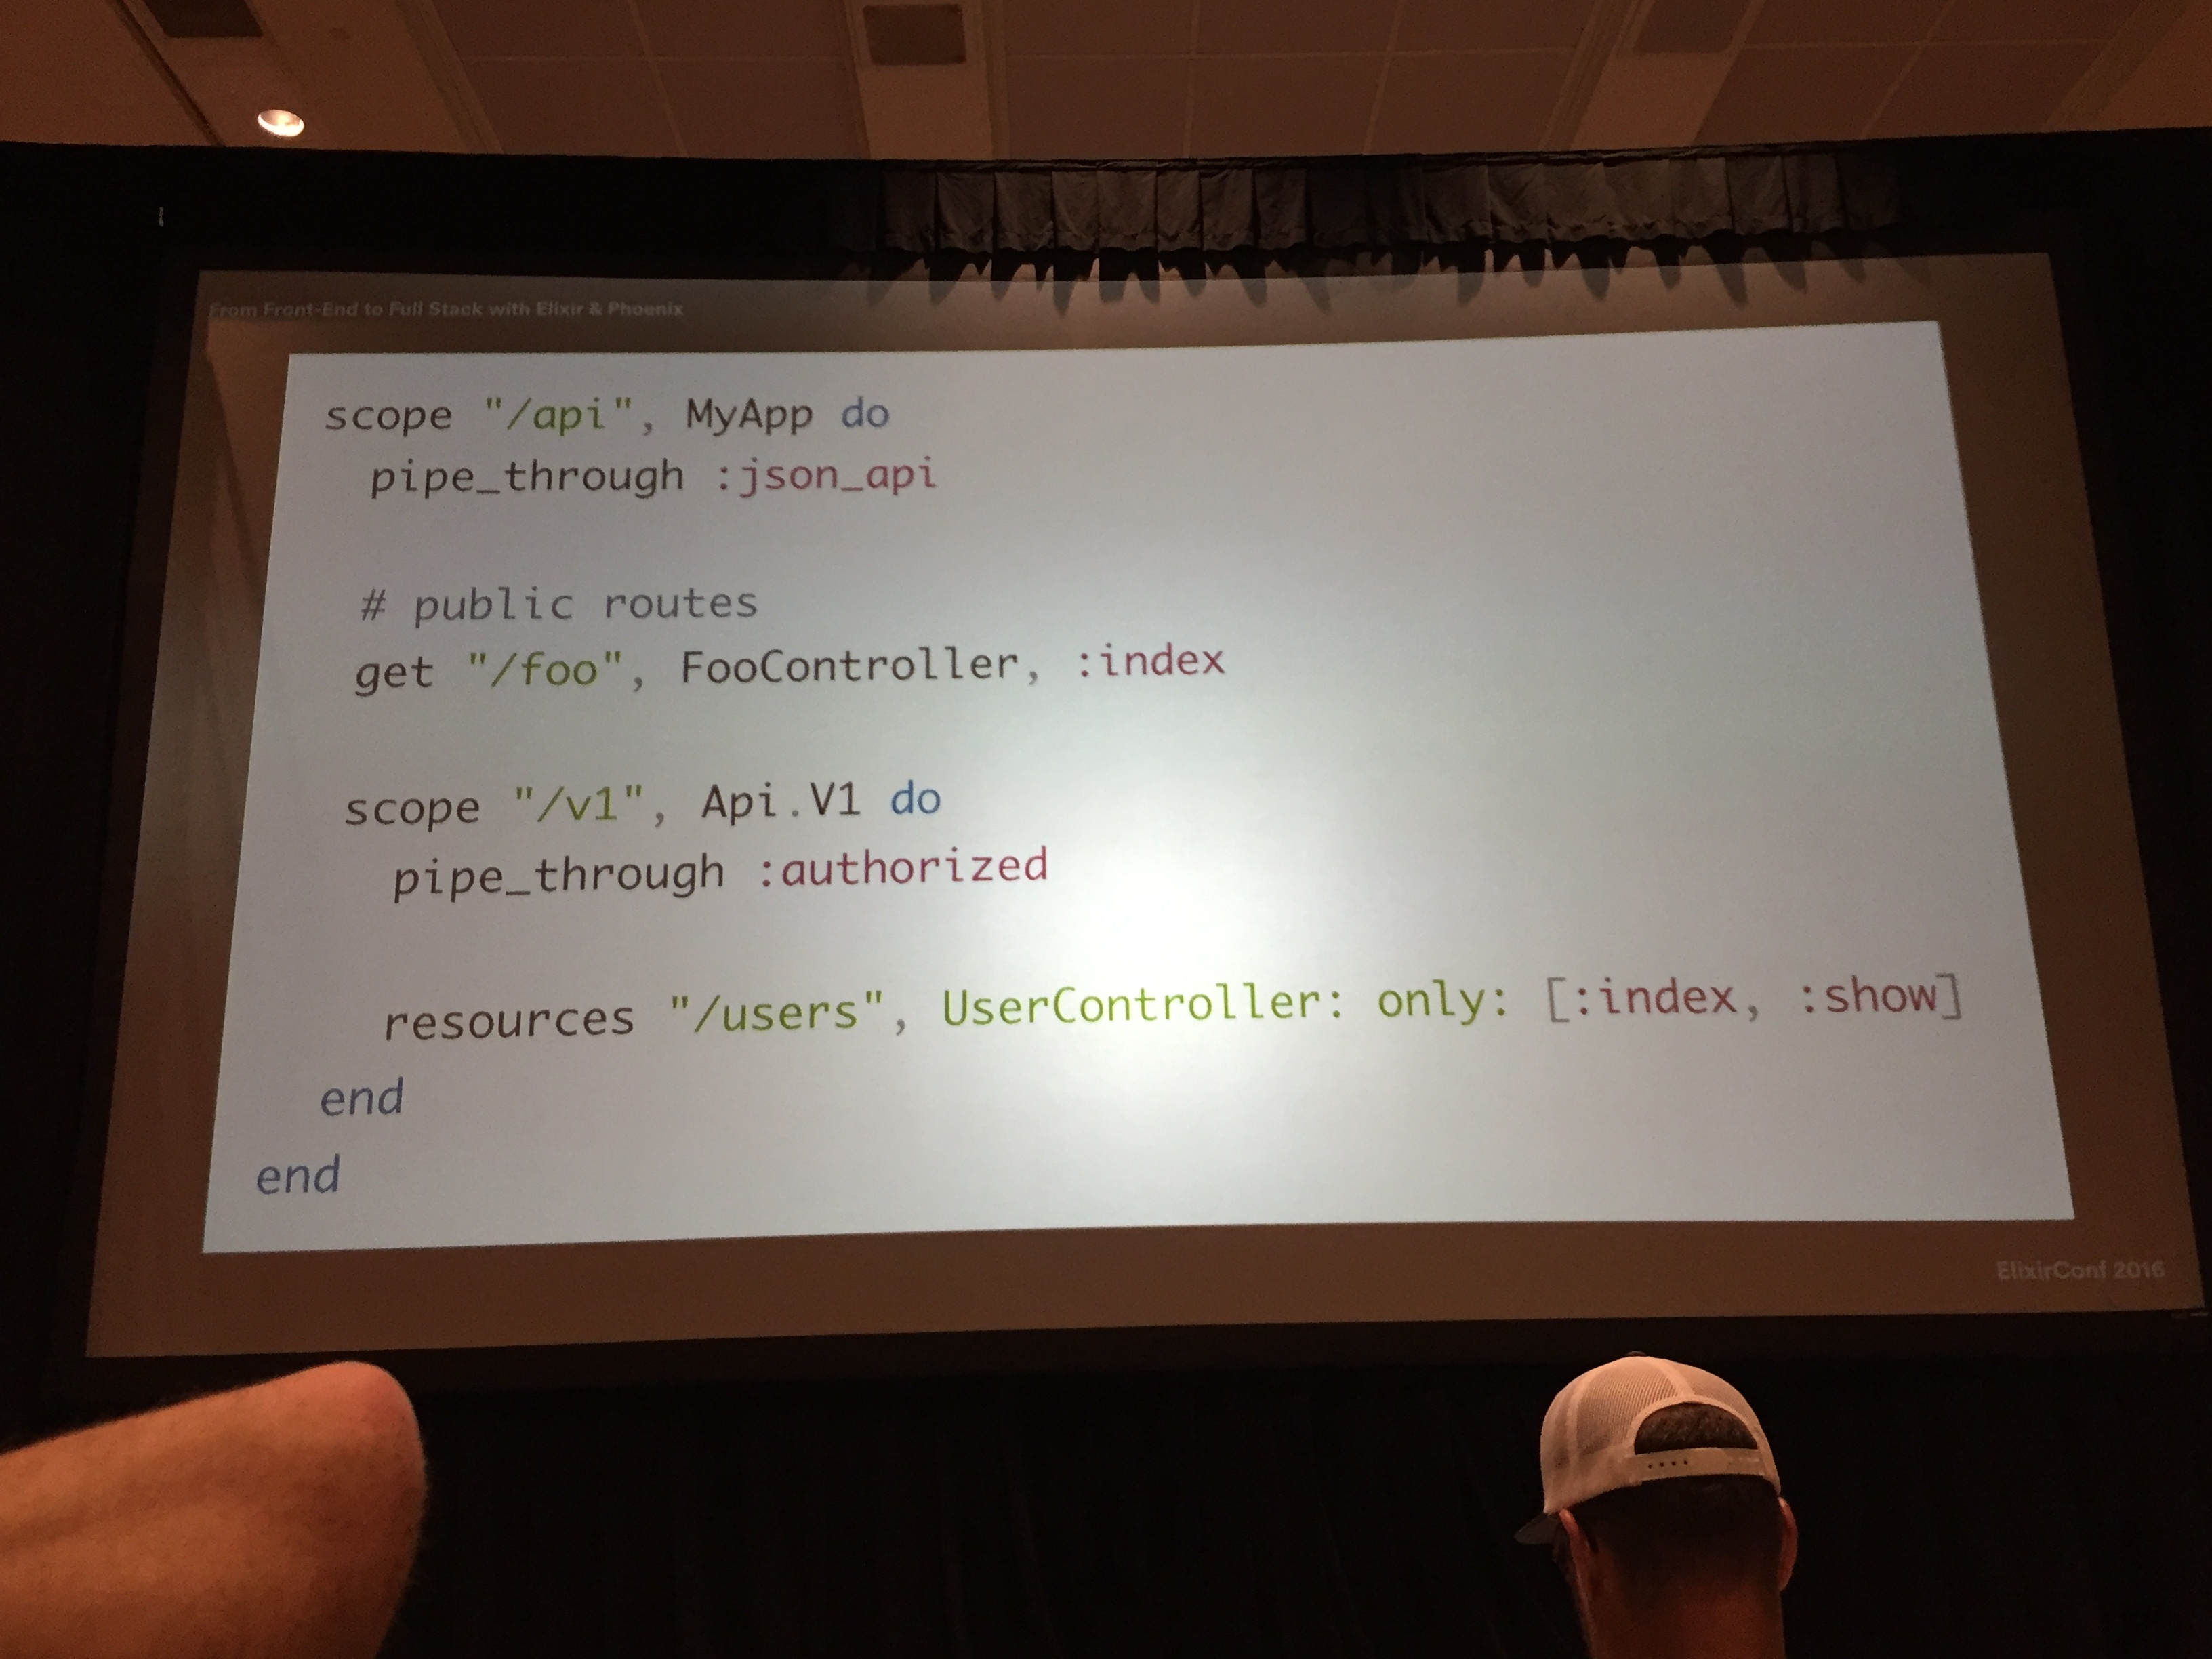 From Front-End to Full Stack with Elixir & Phoenix
scope "/api", MyApp do
pipe_through :json_api
# public routes
get "/foo", FooController, :index
scope "/v1", Api.V1 do
pipe_through :authorized
resources "/users", UserController: only: [:index, :show]
end
end
ElixirConf 2016